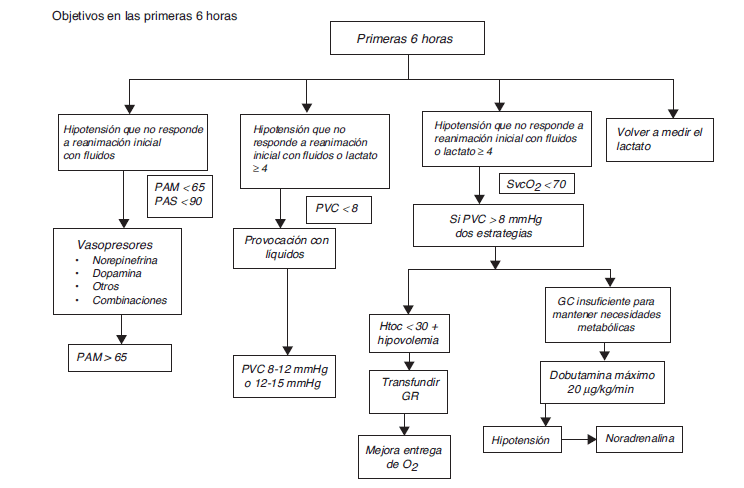 Objetivos en las primeras 6 horas
Primeras 6 horas
Hipotensión que no responde
a reanimación inicial
con fluidos
Hipotensión que no
responde a reanimación
inicial con fluidos o lactato
≥ 4
Hipotensión que no responde a
reanimación inicial con fluidos
o lactato ≥ 4
Volver a medir el
lactato
PAM < 65
PAS < 90
PVC < 8
SvcO2 < 70
Vasopresores
• Norepinefrina
• Dopamina
• Otros
• Combinaciones
Provocación con
líquidos
Si PVC > 8 mmHg
dos estrategias
PAM > 65
PVC 8-12 mmHg
o 12-15 mmHg
Htoc < 30 +
hipovolemia
GC insuficiente para
mantener necesidades
metabólicas
Transfundir
GR
Dobutamina máximo
20 µg/kg/min
Mejora entrega
de O2
Hipotensión
Noradrenalina